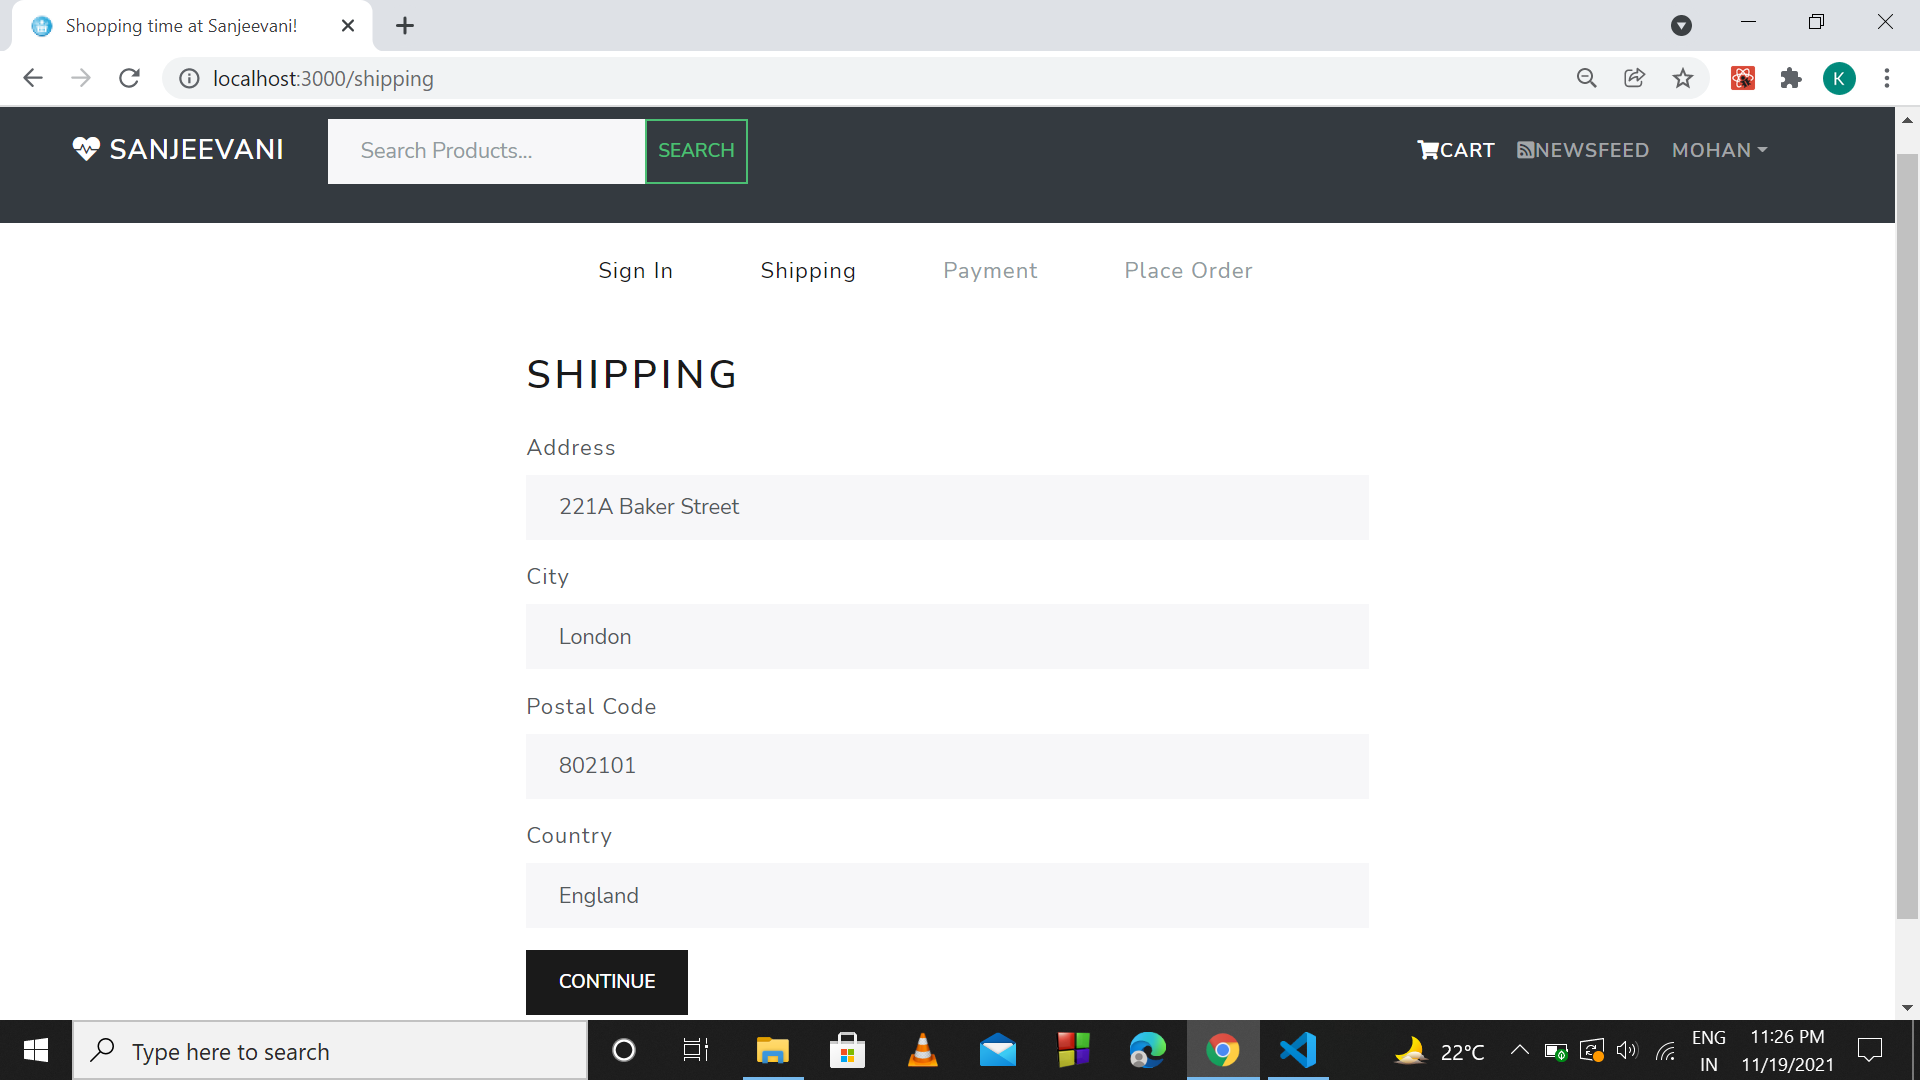 Shopping time at Sanjeevani!
localhost:3000/shipping
K
SANJEEVANI
Search Products...
SEARCH
CART
NEWSFEED
MOHAN
Sign In
Shipping
Payment
Place Order
SHIPPING
Address
221A Baker Street
City
London
Postal Code
802101
Country
England
CONTINUE
Type here to search
22°C
ENG
IN
11:26 PM
11/19/2021